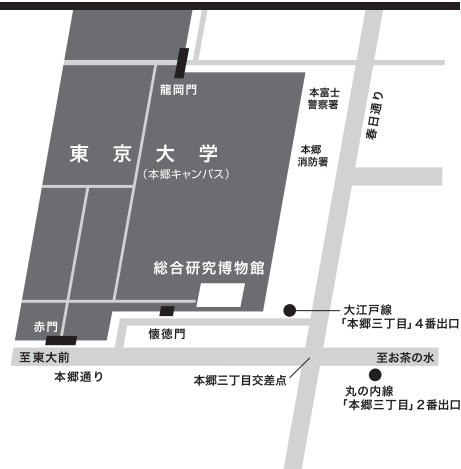 龍岡門
本富士
警察署
春日通り
東京大学
(本郷キャンパス)
本郷
消防署
総合研究博物館
大江戸線
「本郷三丁目」4番出口
赤門
懐徳門
至東大前
至お茶の水
本郷通り
本郷三丁目交差点
丸の内線
「本郷三丁目」2番出口